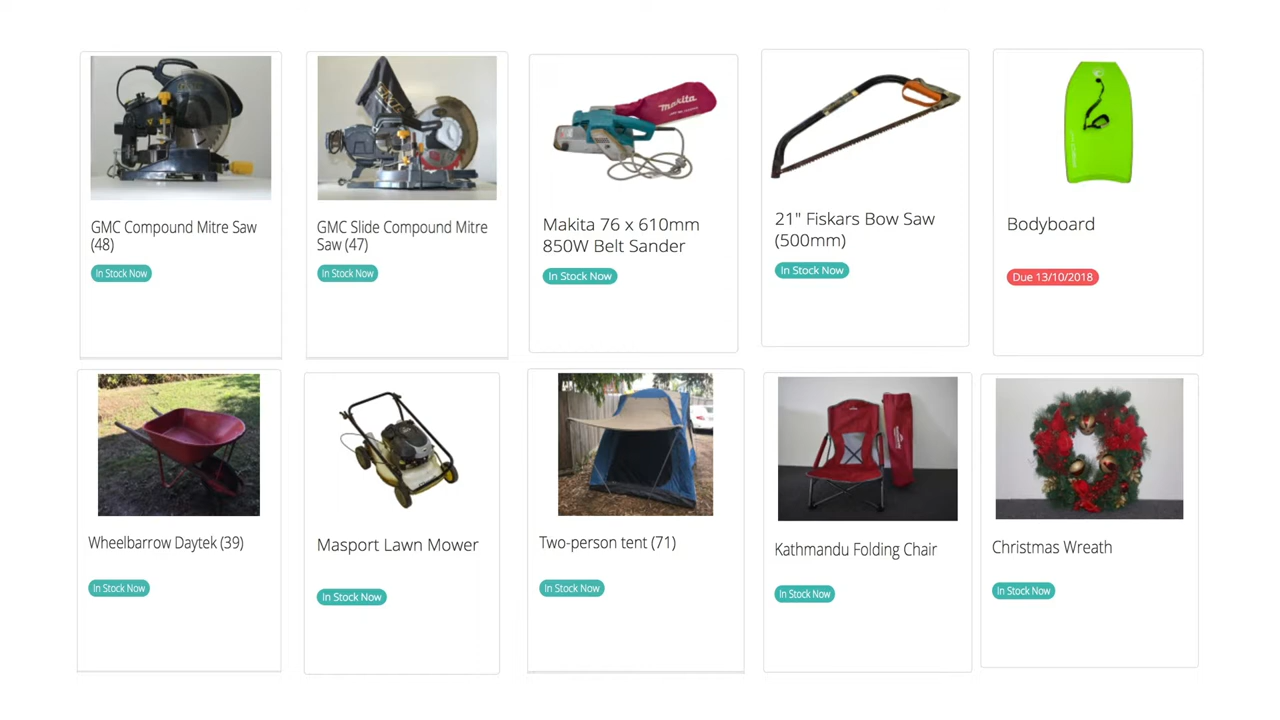 GMC Compound Mitre Saw
(48)
In Stock Now
GMC Slide Compound Mitre
Saw (47)
In Stock Now
Makita
Makita 76 x 610mm
850W Belt Sander
In Stock Now
21" Fiskars Bow Saw
(500mm)
In Stock Now
Bodyboard
Due 13/10/2018
Wheelbarrow Daytek (39)
In Stock Now
Masport Lawn Mower
In Stock Now
Two-person tent (71)
In Stock Now
Kathmandu Folding Chair
In Stock Now
Christmas Wreath
In Stock Now